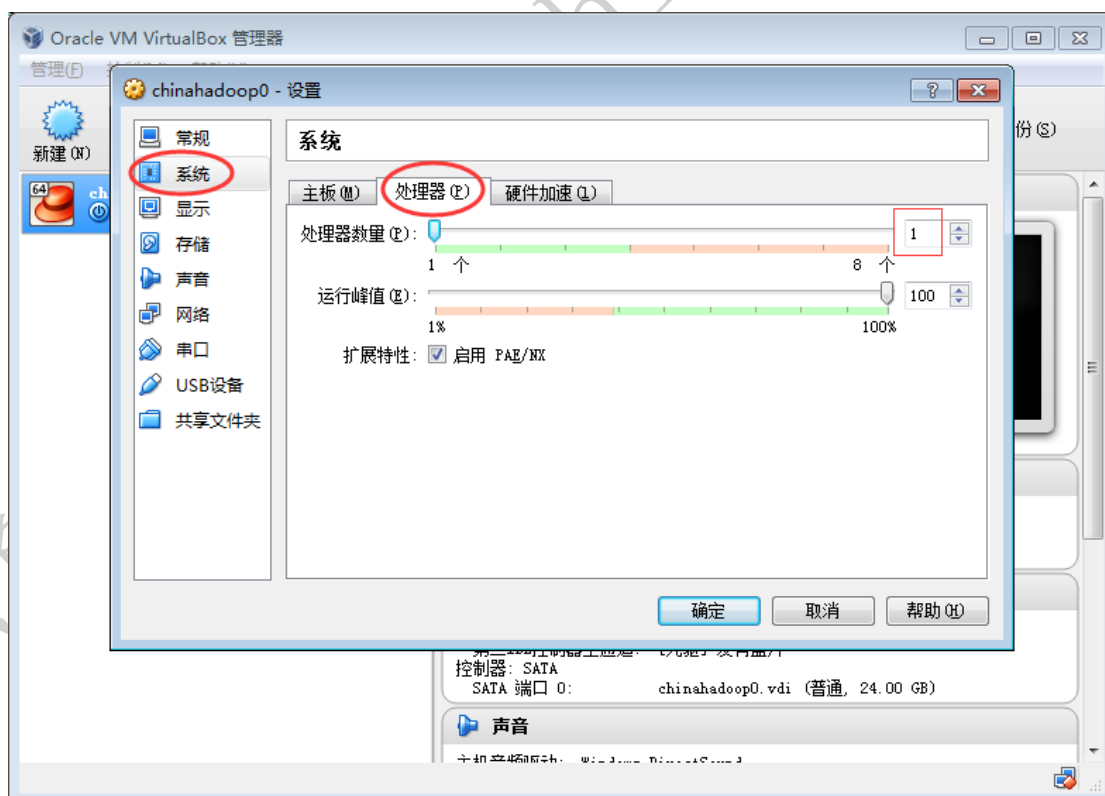 Oracle VM VirtualBox 管理器
管理(F)
chinahadoop0 - 设置
新建(N)
份(S)
64
ch
常规
系统
显示
存储
声音
网络
串口
USB设备
共享文件夹
系统
主板(M) 处理器(P) 硬件加速(L)
处理器数量(P): 1
1 个 8 个
运行峰值(E): 100
1% 100%
扩展特性: 启用 PAE/NX
确定 取消 帮助(H)
控制器: SATA
SATA 端口 0: chinahadoop0.vdi (普通, 24.00 GB)
声音